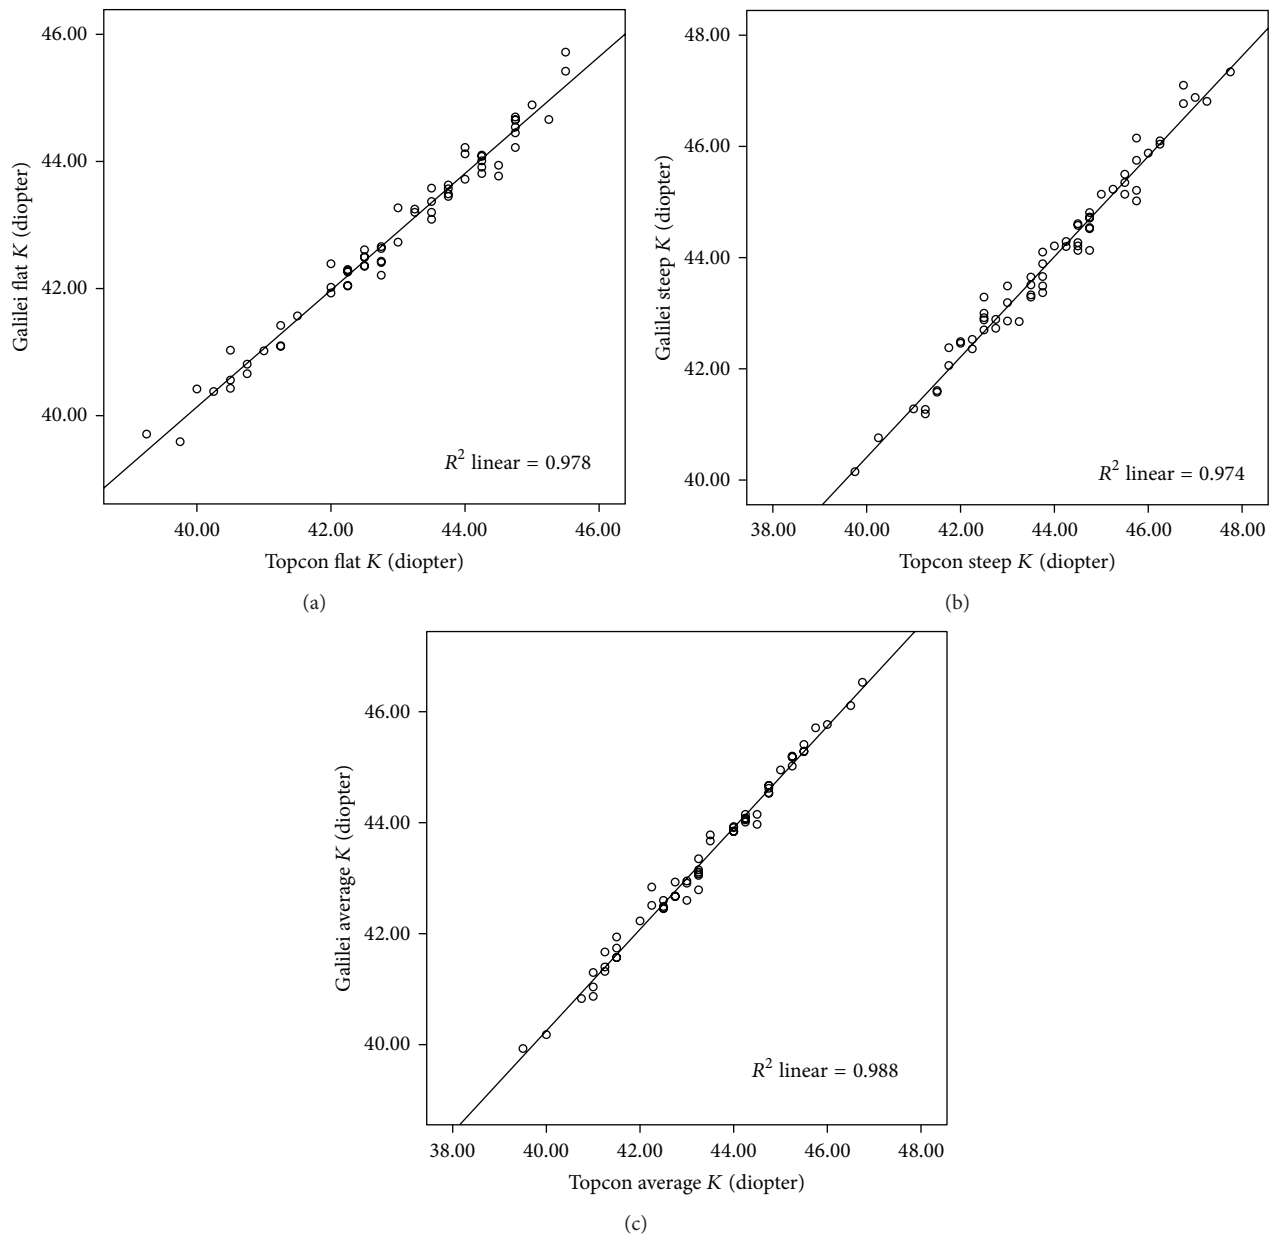 46.00
44.00
42.00
40.00
Galilei flat K (diopter)
R² linear = 0.978
40.00 42.00 44.00 46.00
Topcon flat K (diopter)
(a)
48.00
46.00
44.00
42.00
40.00
Galilei steep K (diopter)
R² linear = 0.974
38.00 40.00 42.00 44.00 46.00 48.00
Topcon steep K (diopter)
(b)
46.00
44.00
42.00
40.00
Galilei average K (diopter)
R² linear = 0.988
38.00 40.00 42.00 44.00 46.00 48.00
Topcon average K (diopter)
(c)